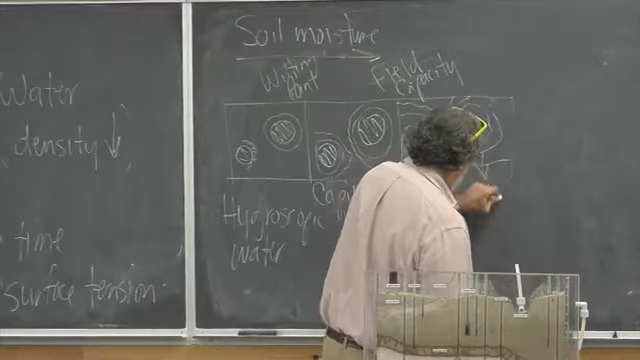 Water
density ↓
time
Surface tension
Soil moisture
Wilting Point
Field Capacity
Hygroscopic
water